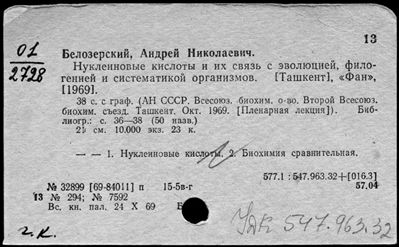 13
01
2728
Белозерский, Андрей Николаевич.
Нуклеиновые кислоты и их связь с эволюцией, фило-
генией и систематикой организмов. [Ташкент], «Фан»,
[1969].
38 с. с граф. (АН СССР. Всесоюз. биохим. о-во. Второй Всесоюз.
биохим. съезд. Ташкент. Окт. 1969. [Пленарная лекция]). Биб-
лиогр.: с. 36—38 (50 назв.)
21 см. 10.000 экз. 23 к.
— — 1. Нуклеиновые кислоты. 2. Биохимия сравнительная.
577.1 : 547.963.32+[016.3]
№ 32899 [69-84011] п 15-5в-г 57.04
13 № 294; № 7592
Вс. кн. пал. 24 X 69 Б
г. к.
УДК 547.963.32